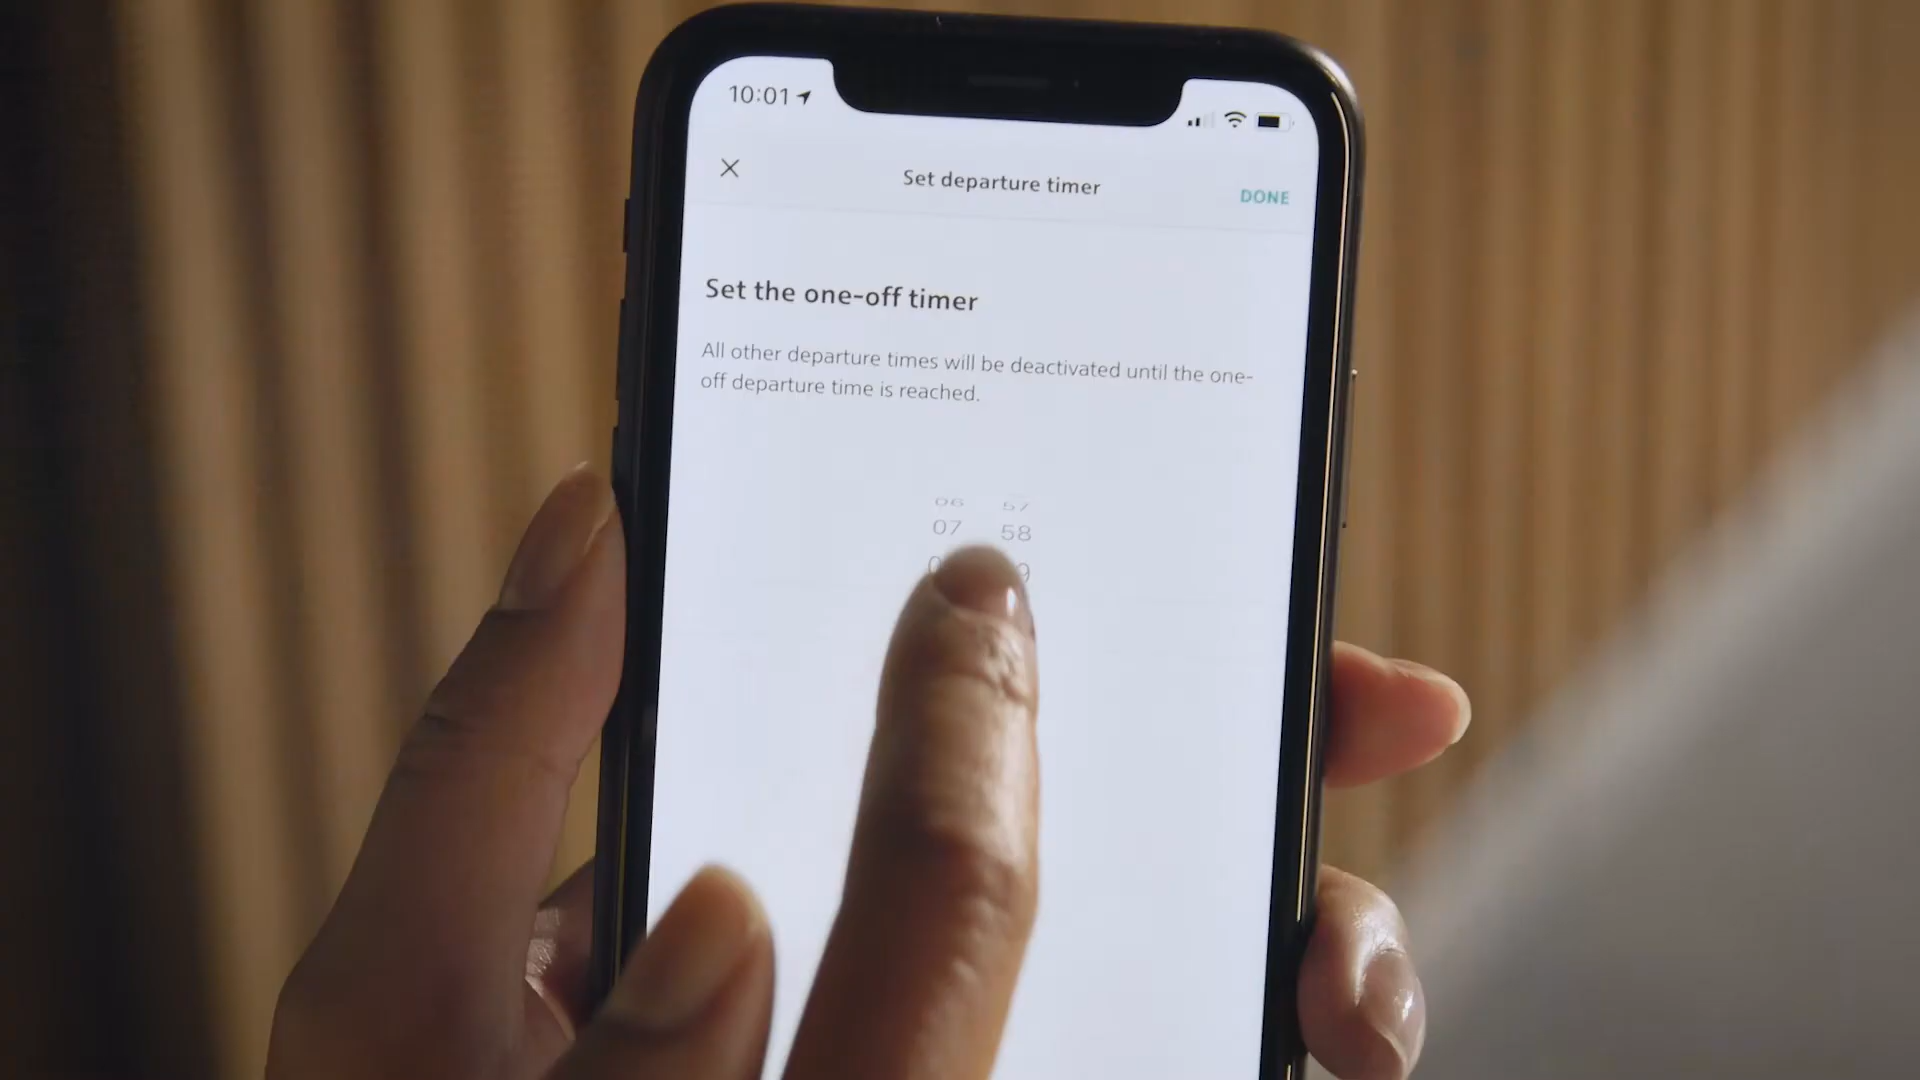 10:01
Set departure timer
DONE
Set the one-off timer
All other departure times will be deactivated until the one-
off departure time is reached.
06 57
07 58